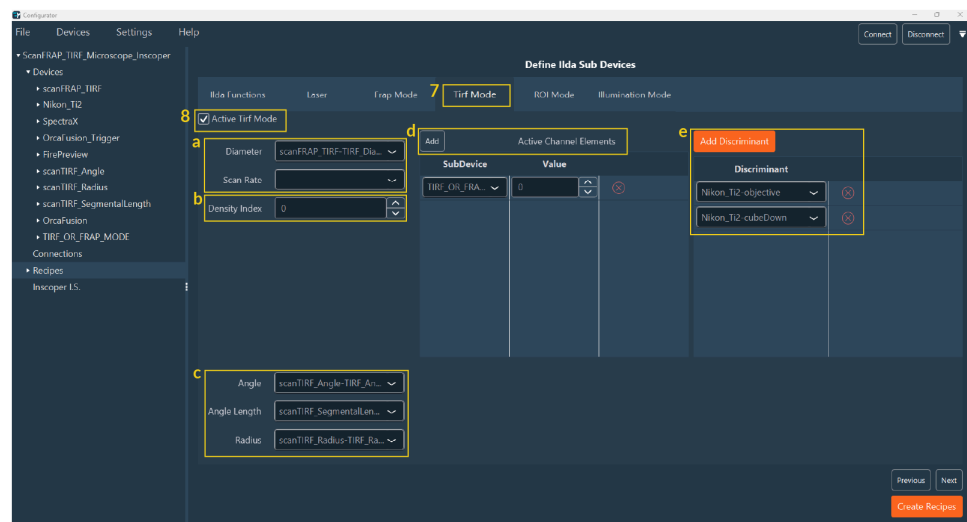 Configurator
File Devices Settings Help
Connect Disconnect
ScanFRAP_TIRF_Microscope_Inscoper
Devices
scanFRAP_TIRF
Nikon_Ti2
SpectraX
OrcaFusion_Trigger
FirePreview
scanTIRF_Angle
scanTIRF_Radius
scanTIRF_SegmentalLength
OrcaFusion
TIRF_OR_FRAP_MODE
Connections
Recipes
Inscoper I.S.
Define Ilda Sub Devices
Ilda Functions Laser Frap Mode 7 Tirf Mode ROI Mode Illumination Mode
8 Active Tirf Mode
a
Diameter scanFRAP_TIRF-TIRF_Dia...
Scan Rate
b
Density Index 0
c
Angle scanTIRF_Angle-TIRF_An...
Angle Length scanTIRF_SegmentalLen...
Radius scanTIRF_Radius-TIRF_Ra...
d
Add Active Channel Elements
SubDevice Value
TIRF_OR_FRA... 0
e
Add Discriminant
Discriminant
Nikon_Ti2-objective
Nikon_Ti2-cubeDown
Previous Next
Create Recipes